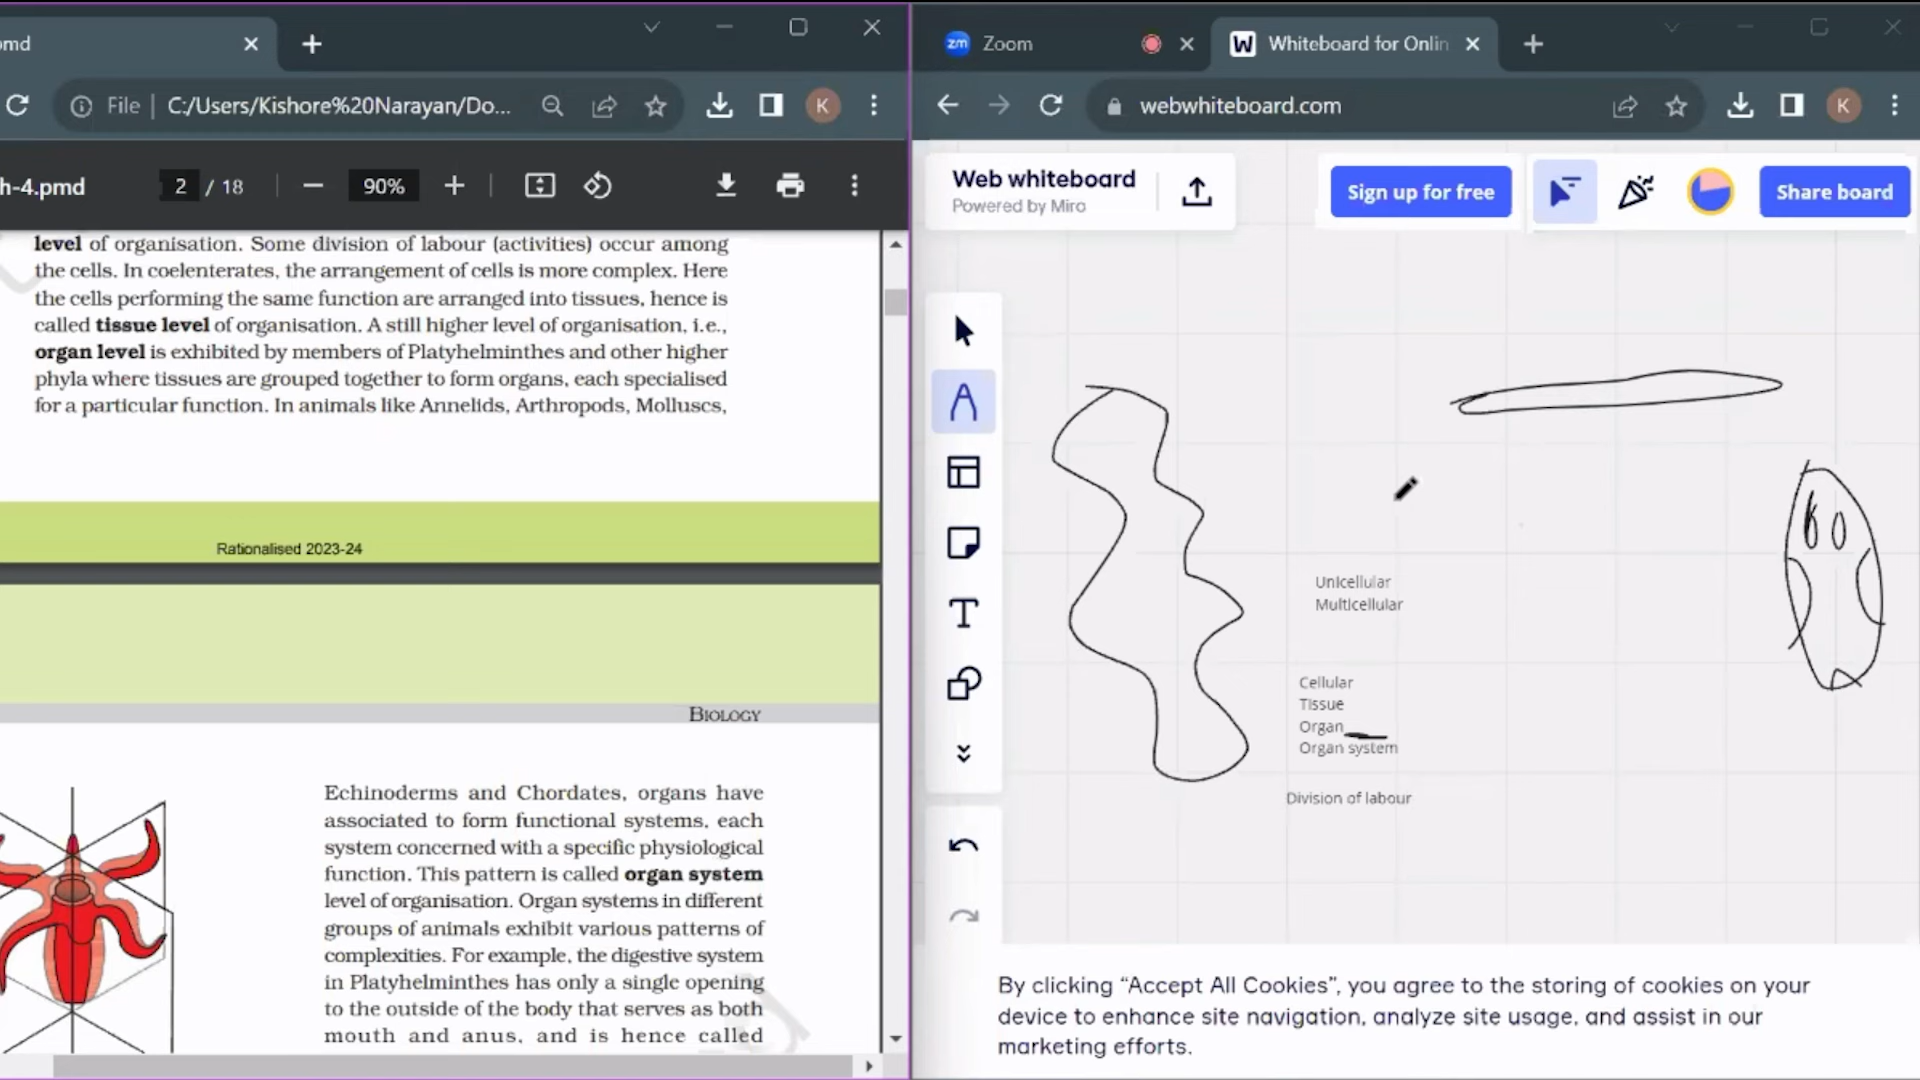 omd
Zoom
Whiteboard for Onlin
File
C:/Users/Kishore%20Narayan/Do...
K
webwhiteboard.com
K
h-4.pmd
2 / 18
90%
Web whiteboard
Powered by Miro
Sign up for free
Share board
level of organisation. Some division of labour (activities) occur among
the cells. In coelenterates, the arrangement of cells is more complex. Here
the cells performing the same function are arranged into tissues, hence is
called tissue level of organisation. A still higher level of organisation, i.e.,
organ level is exhibited by members of Platyhelminthes and other higher
phyla where tissues are grouped together to form organs, each specialised
for a particular function. In animals like Annelids, Arthropods, Molluscs,
Rationalised 2023-24
BIOLOGY
Echinoderms and Chordates, organs have
associated to form functional systems, each
system concerned with a specific physiological
function. This pattern is called organ system
level of organisation. Organ systems in different
groups of animals exhibit various patterns of
complexities. For example, the digestive system
in Platyhelminthes has only a single opening
to the outside of the body that serves as both
mouth and anus, and is hence called
Unicellular
Multicellular
Cellular
Tissue
Organ
Organ system
Division of labour
By clicking “Accept All Cookies”, you agree to the storing of cookies on your
device to enhance site navigation, analyze site usage, and assist in our
marketing efforts.